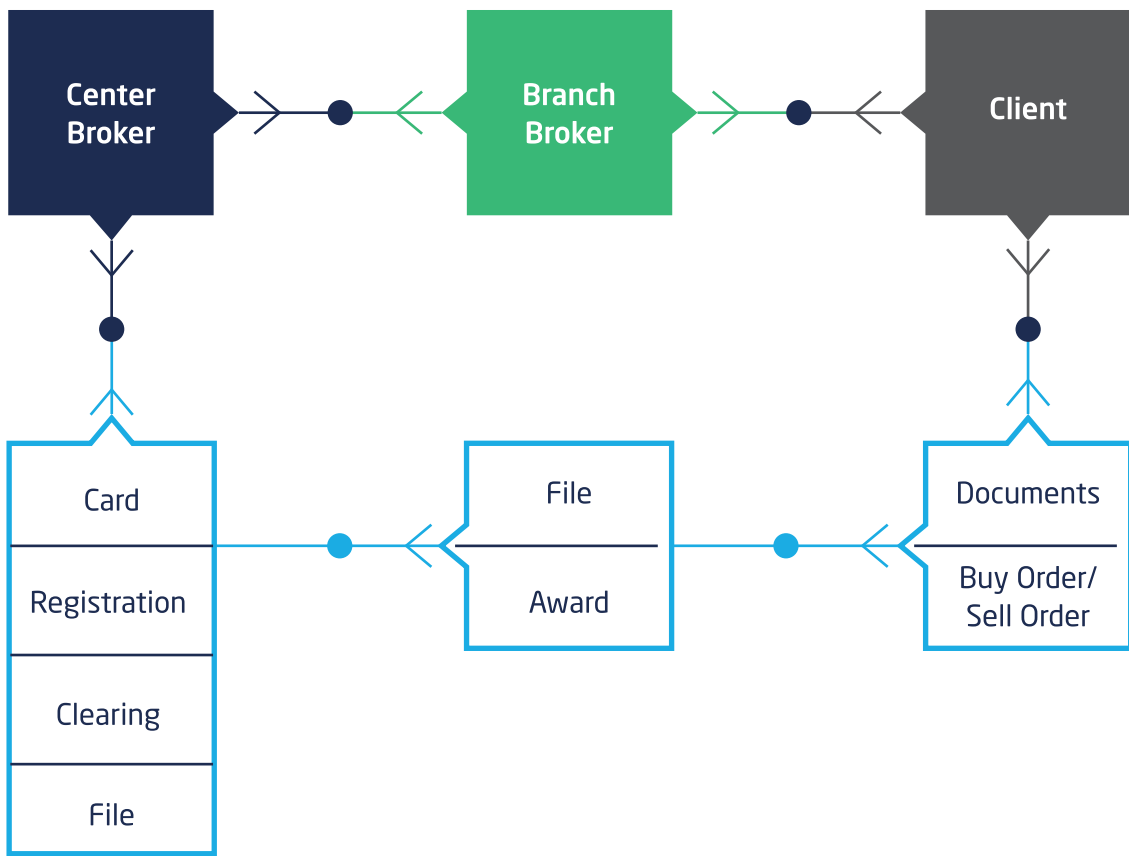 Center
Broker
Branch
Broker
Client
Card
Registration
Clearing
File
File
Award
Documents
Buy Order/
Sell Order